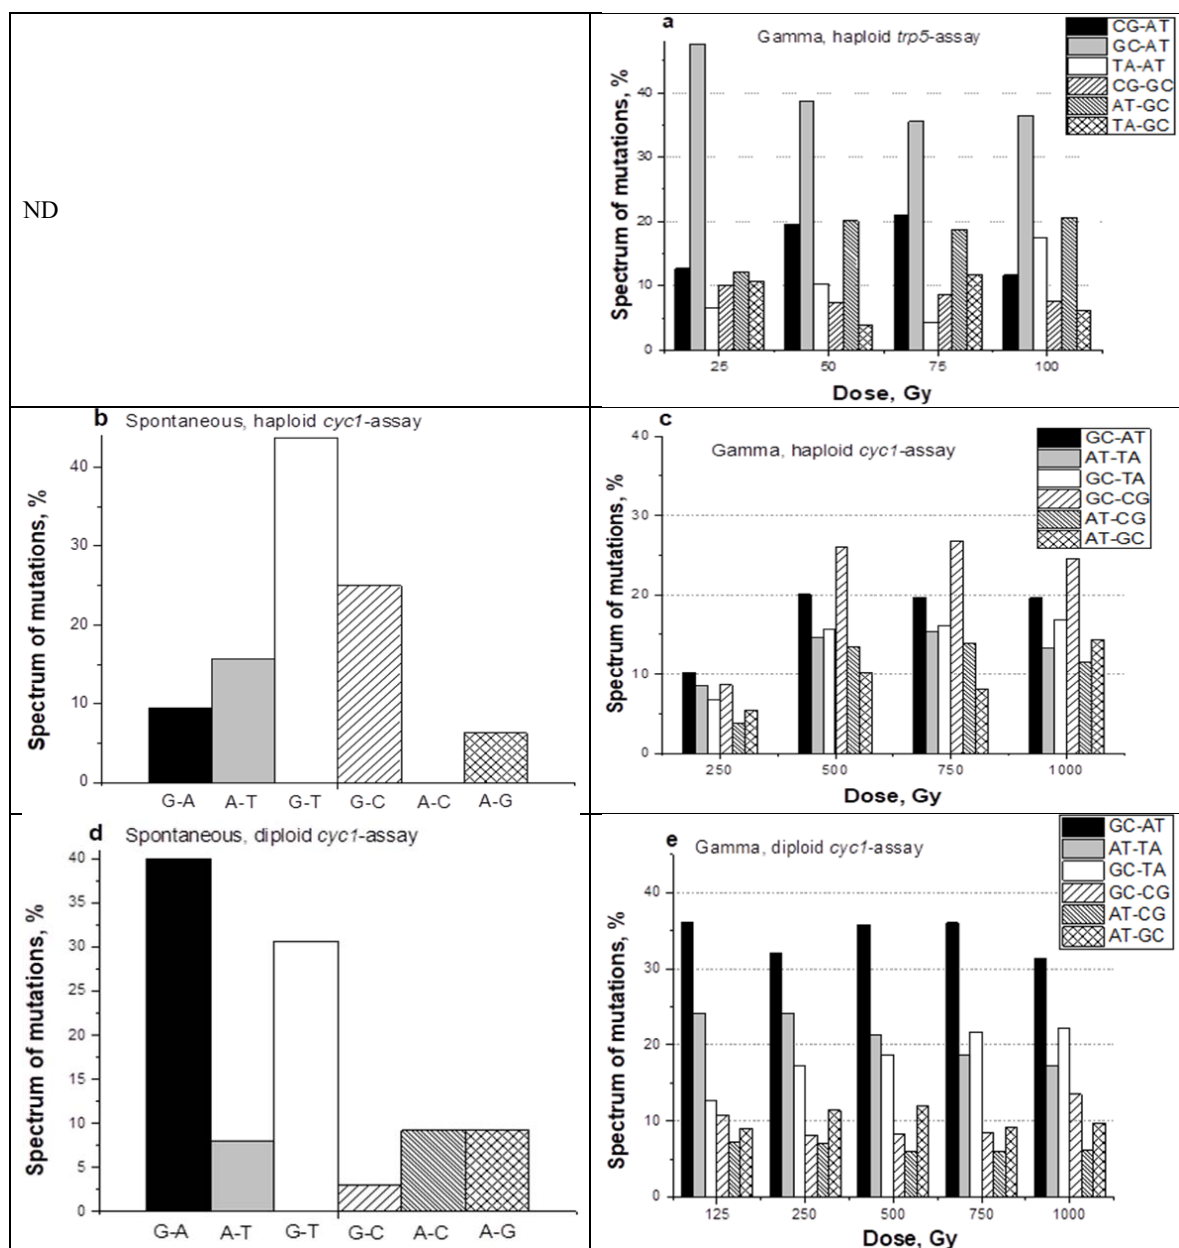 ND
a
Gamma, haploid trp5-assay
CG-AT
GC-AT
TA-AT
CG-GC
AT-GC
TA-GC
Spectrum of mutations, %
40
30
20
10
0
25 50 75 100
Dose, Gy
b Spontaneous, haploid cyc1-assay
Spectrum of mutations, %
40
30
20
10
0
G-A A-T G-T G-C A-C A-G
c
Gamma, haploid cyc1-assay
GC-AT
AT-TA
GC-TA
GC-CG
AT-CG
AT-GC
Spectrum of mutations, %
40
30
20
10
0
250 500 750 1000
Dose, Gy
d Spontaneous, diploid cyc1-assay
Spectrum of mutations, %
40
35
30
25
20
15
10
5
0
G-A A-T G-T G-C A-C A-G
e Gamma, diploid cyc1-assay
GC-AT
AT-TA
GC-TA
GC-CG
AT-CG
AT-GC
Spectrum of mutations, %
40
30
20
10
0
125 250 500 750 1000
Dose, Gy